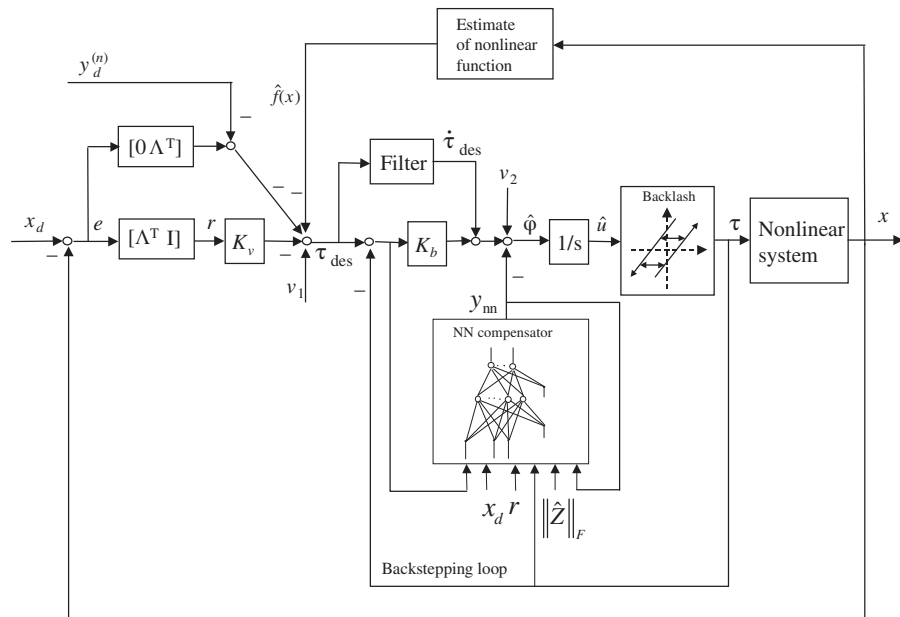 Estimate
of nonlinear
function
y_d^{(n)}
−
f̂(x)
[0 Λ^T]
Filter
τ̇_des
−
−
v_2
Backlash
x_d
−
e
[Λ^T I]
r
K_v
−
τ_des
−
K_b
φ̂
1/s
û
τ
Nonlinear
system
x
v_1
−
y_nn
NN compensator
x_d r
‖Ẑ‖_F
Backstepping loop